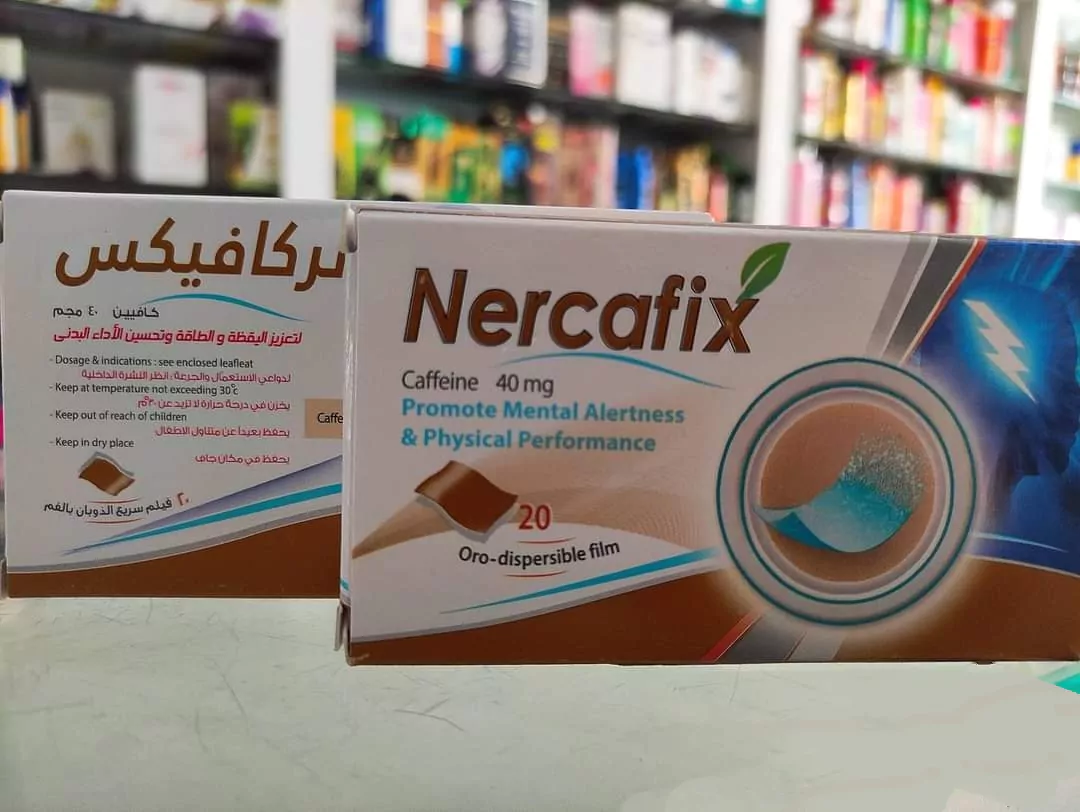 نركافيكس
كافيين ٤٠ مجم
لتعزيز اليقظة و الطاقة وتحسين الأداء البدنى
- Dosage & indications : see enclosed leafleat
لدواعي الاستعمال والجرعة : انظر النشرة الداخلية
- Keep at temperature not exceeding 30°c
يخزن في درجة حرارة لا تزيد عن ٣٠°م
- Keep out of reach of children
يحفظ بعيداً عن متناول الاطفال
- Keep in dry place
يحفظ في مكان جاف
٢٠ فيلم سريع الذوبان بالفم
Caffe
Nercafix
Caffeine 40 mg
Promote Mental Alertness
& Physical Performance
20
Oro-dispersible film